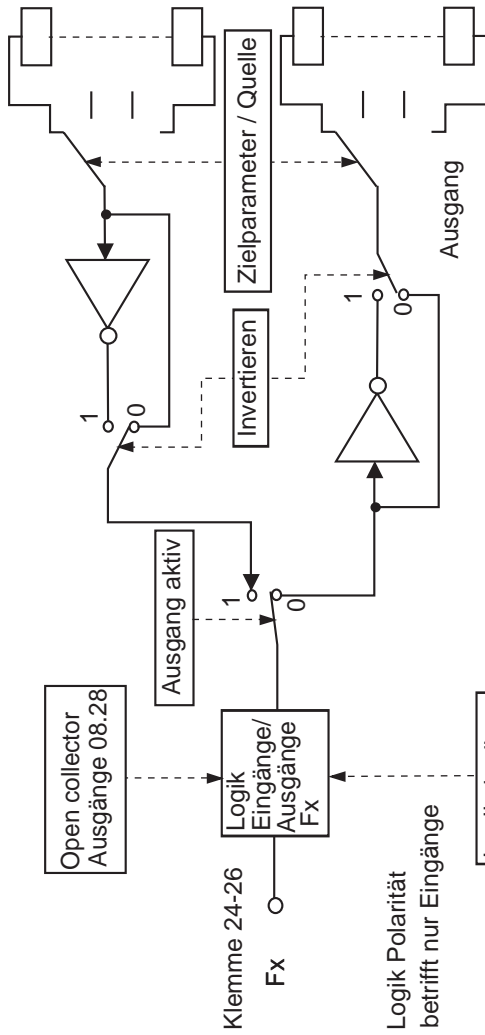 Open collector
Ausgänge 08.28
Ausgang aktiv
Invertieren
Zielparameter / Quelle
1
0
1
0
1
0
Klemme 24-26
Fx
Logik
Eingänge/
Ausgänge
Fx
Ausgang
Logik Polarität
betrifft nur Eingänge